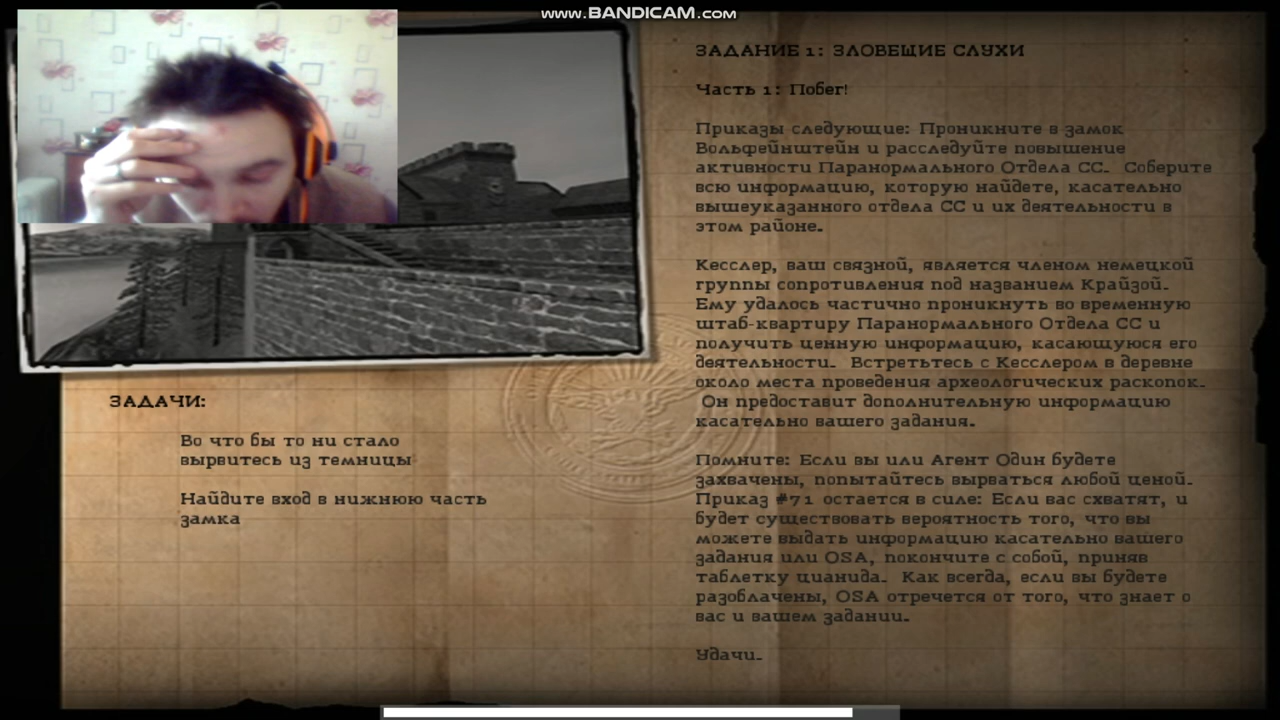 www.BANDICAM.com
ЗАДАНИЕ 1: ЗЛОВЕЩИЕ СЛУХИ
Часть 1: Побег!
Приказы следующие: Проникните в замок
Вольфейнштейн и расследуйте повышение
активности Паранормального Отдела СС. Соберите
всю информацию, которую найдете, касательно
вышеуказанного отдела СС и их деятельности в
этом районе.
Кесслер, ваш связной, является членом немецкой
группы сопротивления под названием Крайзой.
Ему удалось частично проникнуть во временную
штаб-квартиру Паранормального Отдела СС и
получить ценную информацию, касающуюся его
деятельности. Встретьтесь с Кесслером в деревне
около места проведения археологических раскопок.
Он предоставит дополнительную информацию
касательно вашего задания.
Помните: Если вы или Агент Один будете
захвачены, попытайтесь вырваться любой ценой.
Приказ #71 остается в силе: Если вас схватят, и
будет существовать вероятность того, что вы
можете выдать информацию касательно вашего
задания или OSA, покончите с собой, приняв
таблетку цианида. Как всегда, если вы будете
разоблачены, OSA отречется от того, что знает о
вас и вашем задании.
Удачи.
ЗАДАЧИ:
Во что бы то ни стало
вырвитесь из темницы
Найдите вход в нижнюю часть
замка